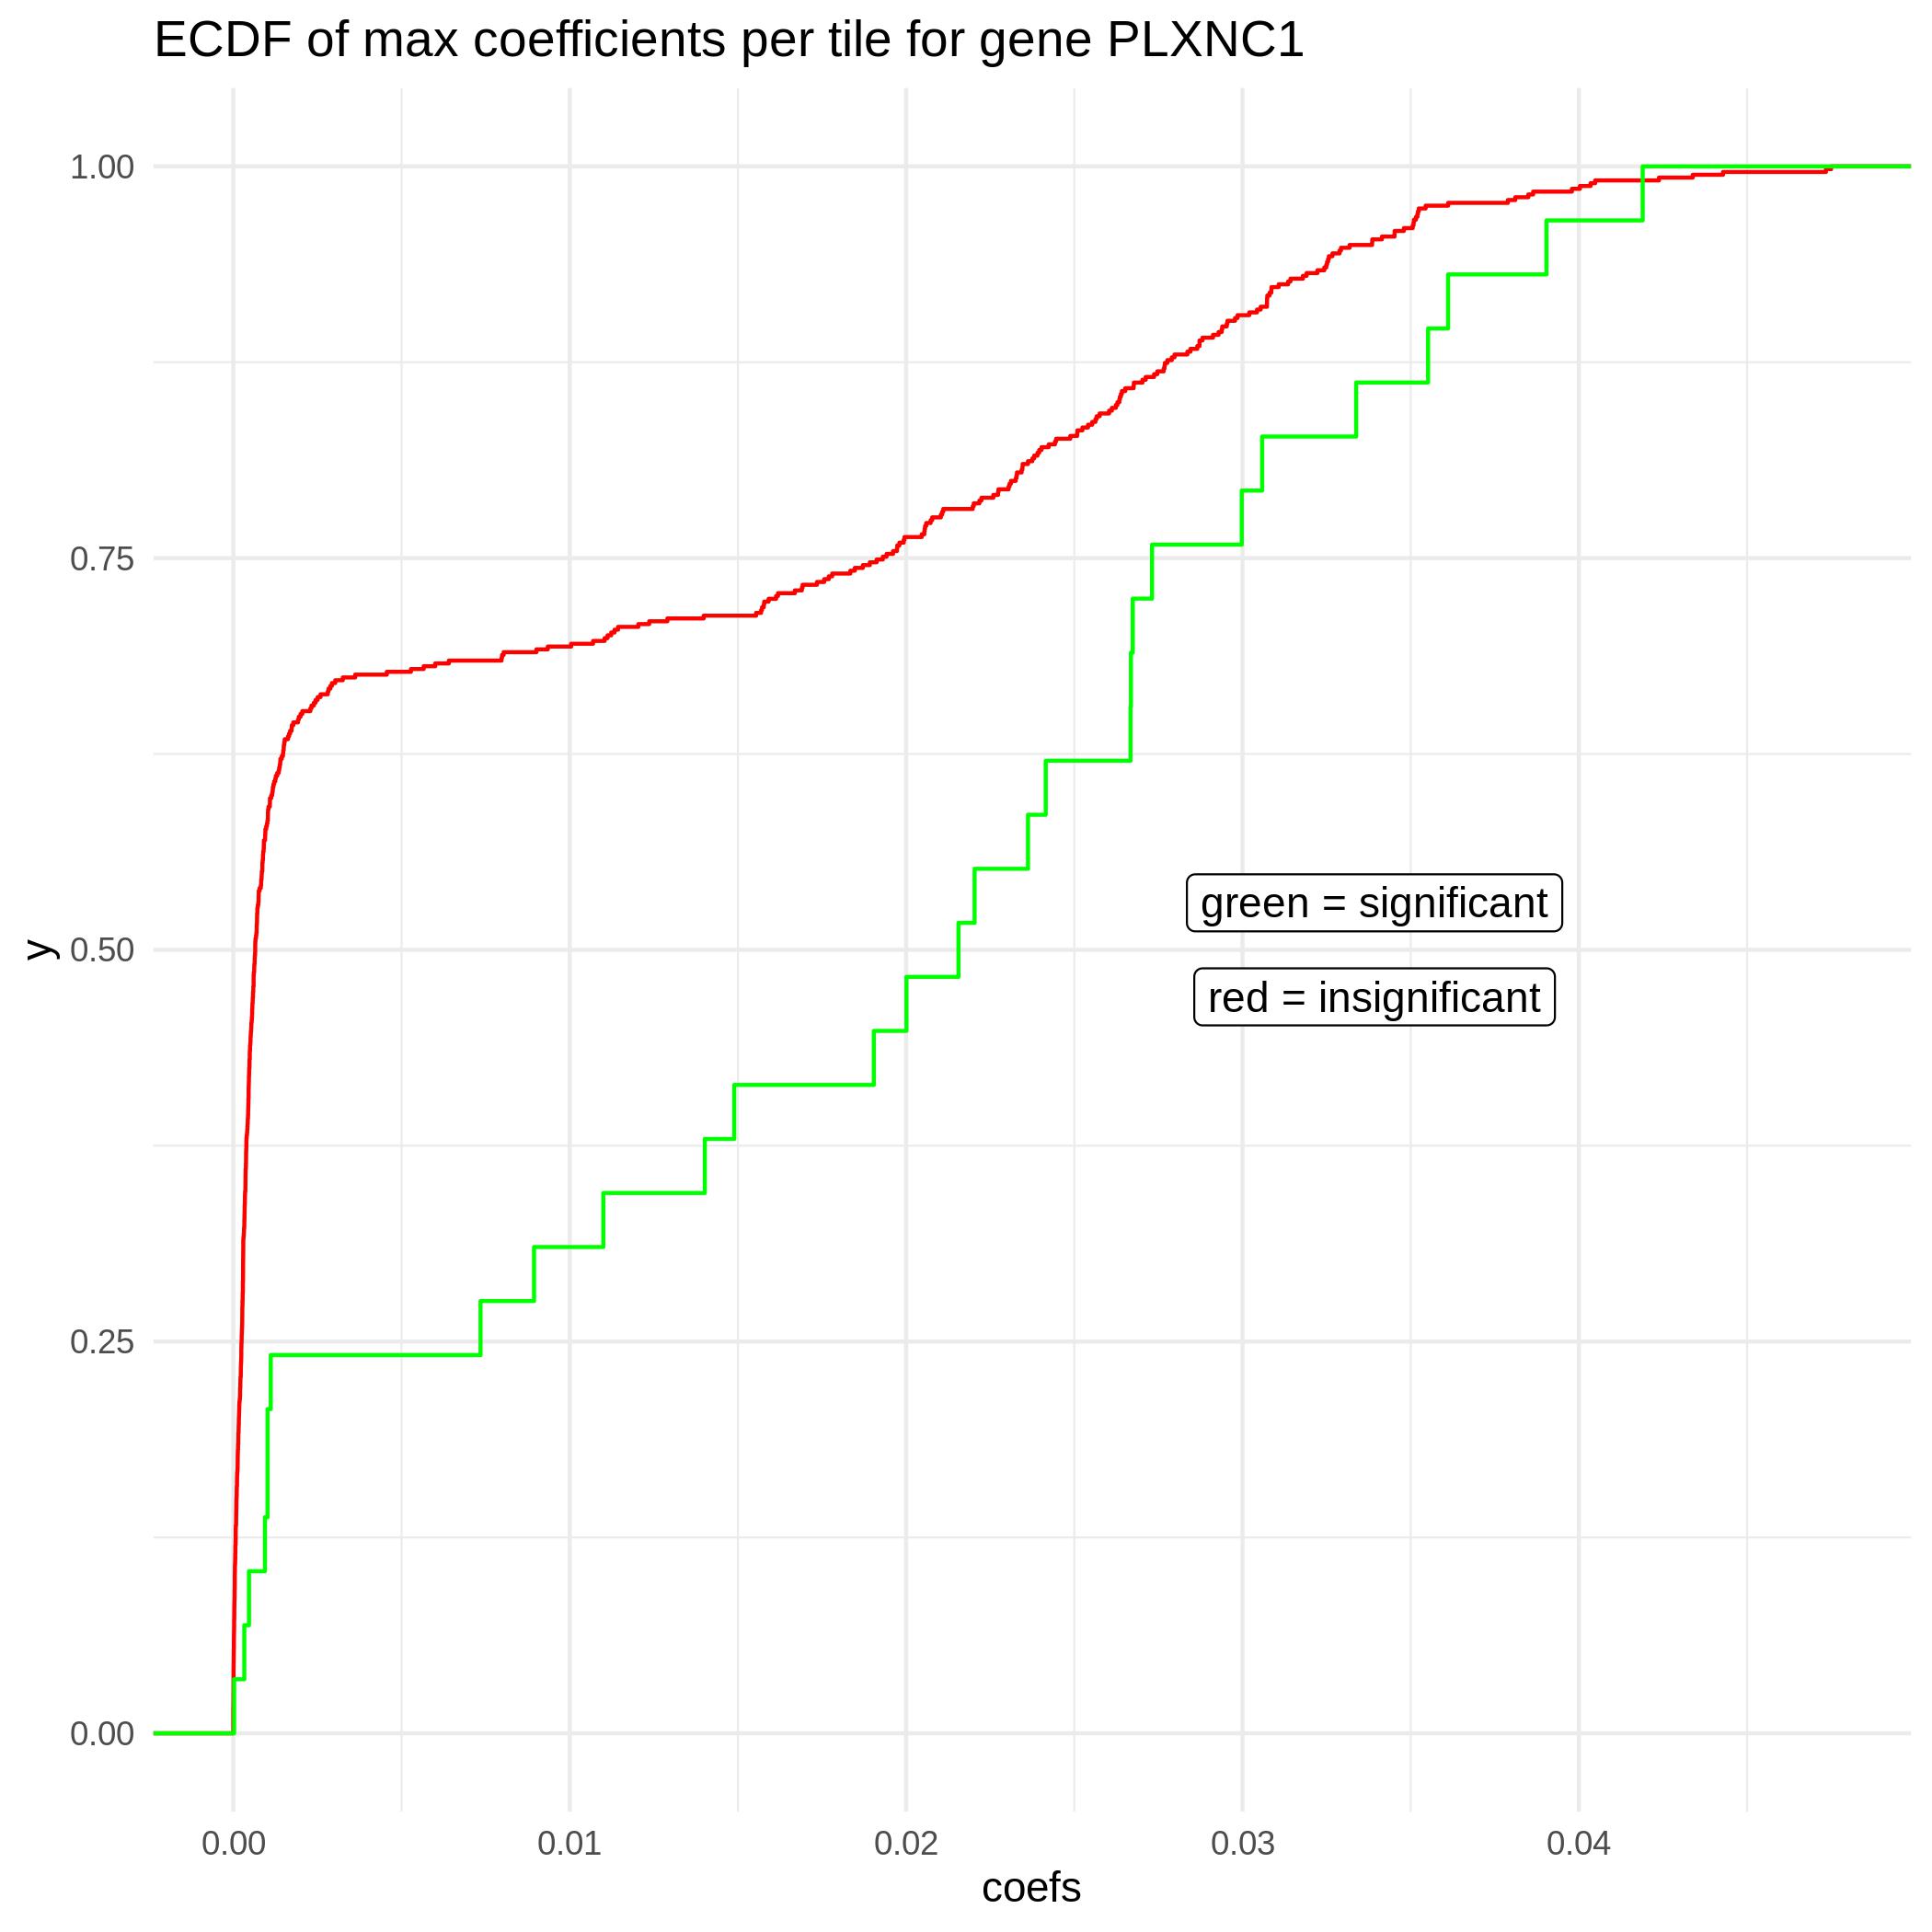 ECDF of max coefficients per tile for gene PLXNC1
1.00
0.75
0.50
0.25
0.00
y
green = significant
red = insignificant
0.00 0.01 0.02 0.03 0.04
coefs